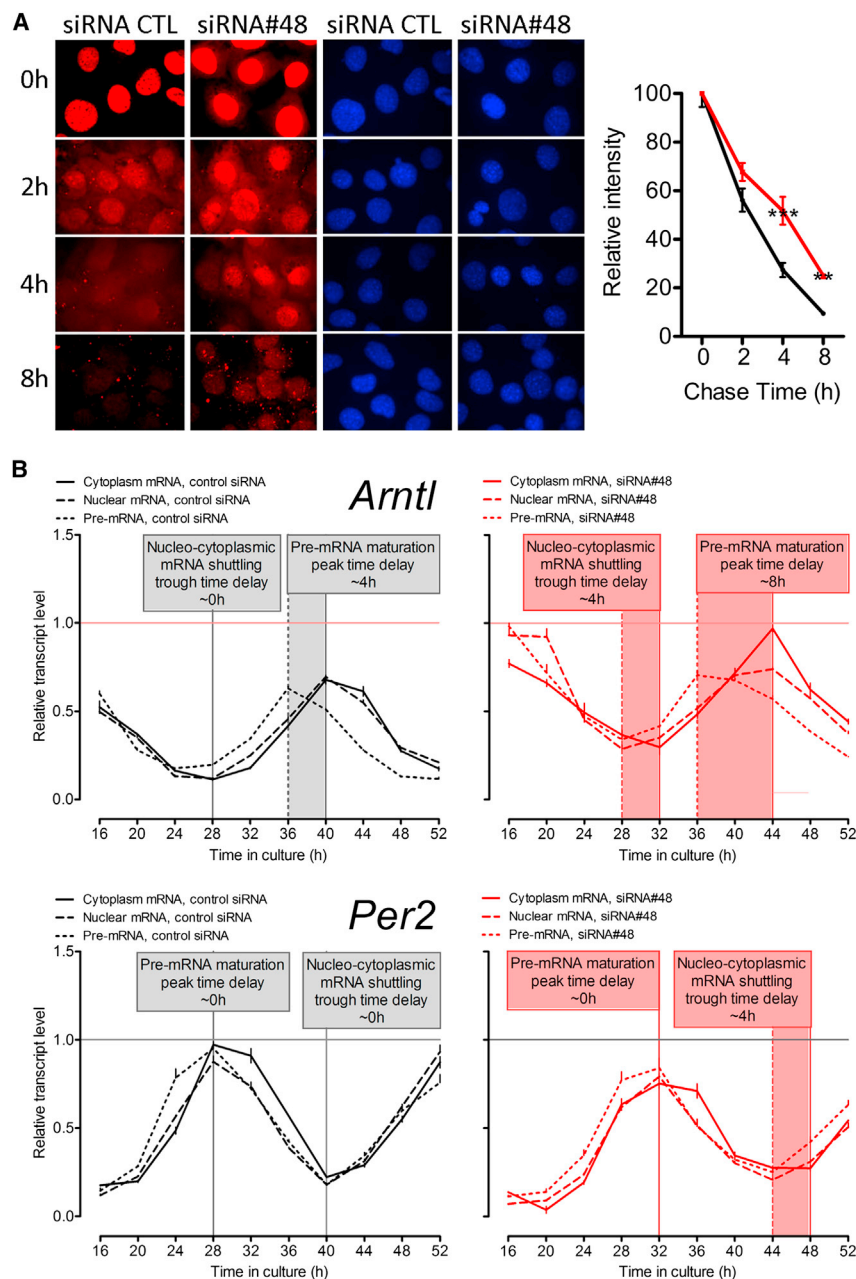 A
siRNA CTL siRNA#48 siRNA CTL siRNA#48
0h
2h
4h
8h
Relative intensity
100
80
60
40
20
0
***
**
0 2 4 8
Chase Time (h)
B
Arntl
Cytoplasm mRNA, control siRNA
Nuclear mRNA, control siRNA
Pre-mRNA, control siRNA
Nucleo-cytoplasmic
mRNA shuttling
trough time delay
~0h
Pre-mRNA maturation
peak time delay
~4h
Relative transcript level
1.5
1.0
0.5
0.0
16 20 24 28 32 36 40 44 48 52
Time in culture (h)
Cytoplasm mRNA, siRNA#48
Nuclear mRNA, siRNA#48
Pre-mRNA, siRNA#48
Nucleo-cytoplasmic
mRNA shuttling
trough time delay
~4h
Pre-mRNA maturation
peak time delay
~8h
16 20 24 28 32 36 40 44 48 52
Time in culture (h)
Per2
Cytoplasm mRNA, control siRNA
Nuclear mRNA, control siRNA
Pre-mRNA, control siRNA
Pre-mRNA maturation
peak time delay
~0h
Nucleo-cytoplasmic
mRNA shuttling
trough time delay
~0h
Relative transcript level
1.5
1.0
0.5
0.0
16 20 24 28 32 36 40 44 48 52
Time in culture (h)
Cytoplasm mRNA, siRNA#48
Nuclear mRNA, siRNA#48
Pre-mRNA, siRNA#48
Pre-mRNA maturation
peak time delay
~0h
Nucleo-cytoplasmic
mRNA shuttling
trough time delay
~4h
16 20 24 28 32 36 40 44 48 52
Time in culture (h)